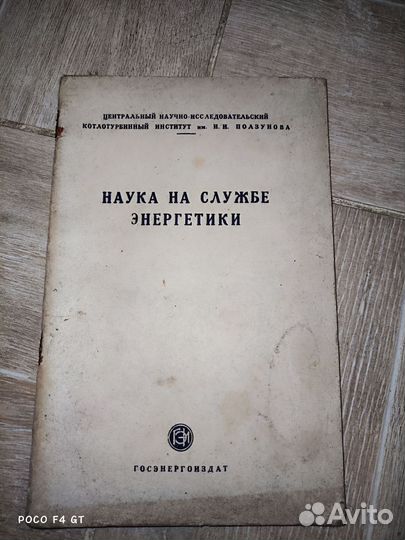 ЦЕНТРАЛЬНЫЙ НАУЧНО-ИССЛЕДОВАТЕЛЬСКИЙ
КОТЛОТУРБИННЫЙ ИНСТИТУТ им. И. И. ПОЛЗУНОВА
НАУКА НА СЛУЖБЕ
ЭНЕРГЕТИКИ
ГЭИ
ГОСЭНЕРГОИЗДАТ
POCO F4 GT
Avito